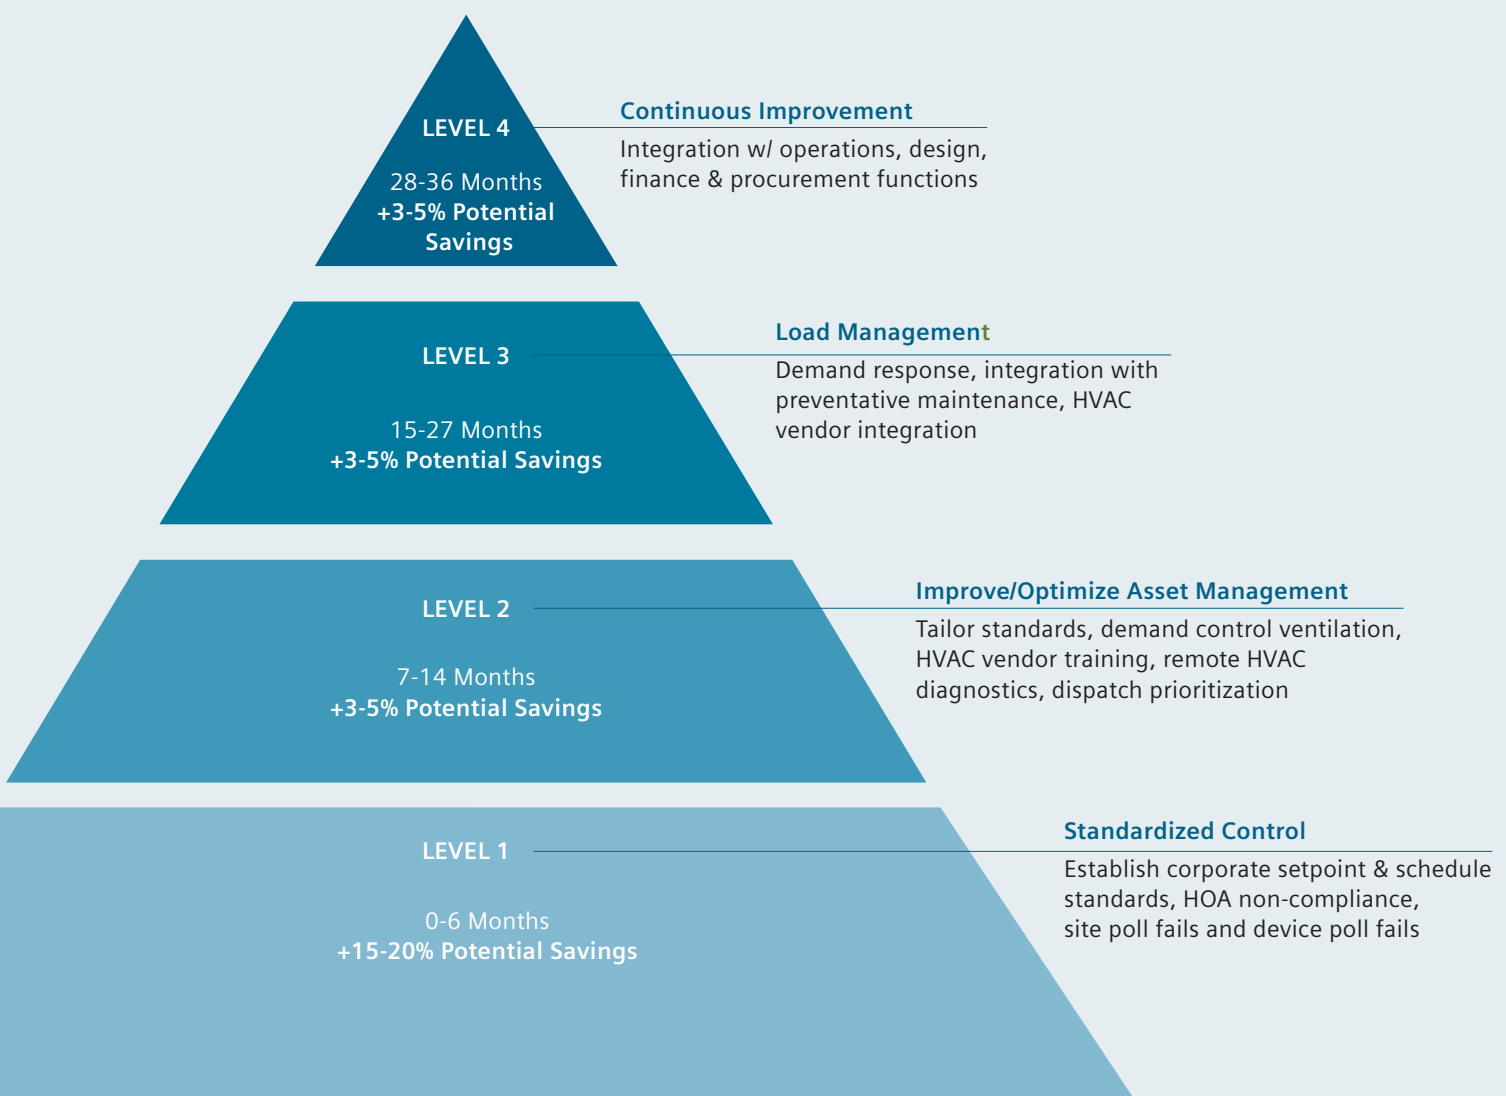 LEVEL 4
28-36 Months
+3-5% Potential
Savings
Continuous Improvement
Integration w/ operations, design,
finance & procurement functions
LEVEL 3
15-27 Months
+3-5% Potential Savings
Load Management
Demand response, integration with
preventative maintenance, HVAC
vendor integration
LEVEL 2
7-14 Months
+3-5% Potential Savings
Improve/Optimize Asset Management
Tailor standards, demand control ventilation,
HVAC vendor training, remote HVAC
diagnostics, dispatch prioritization
LEVEL 1
0-6 Months
+15-20% Potential Savings
Standardized Control
Establish corporate setpoint & schedule
standards, HOA non-compliance,
site poll fails and device poll fails